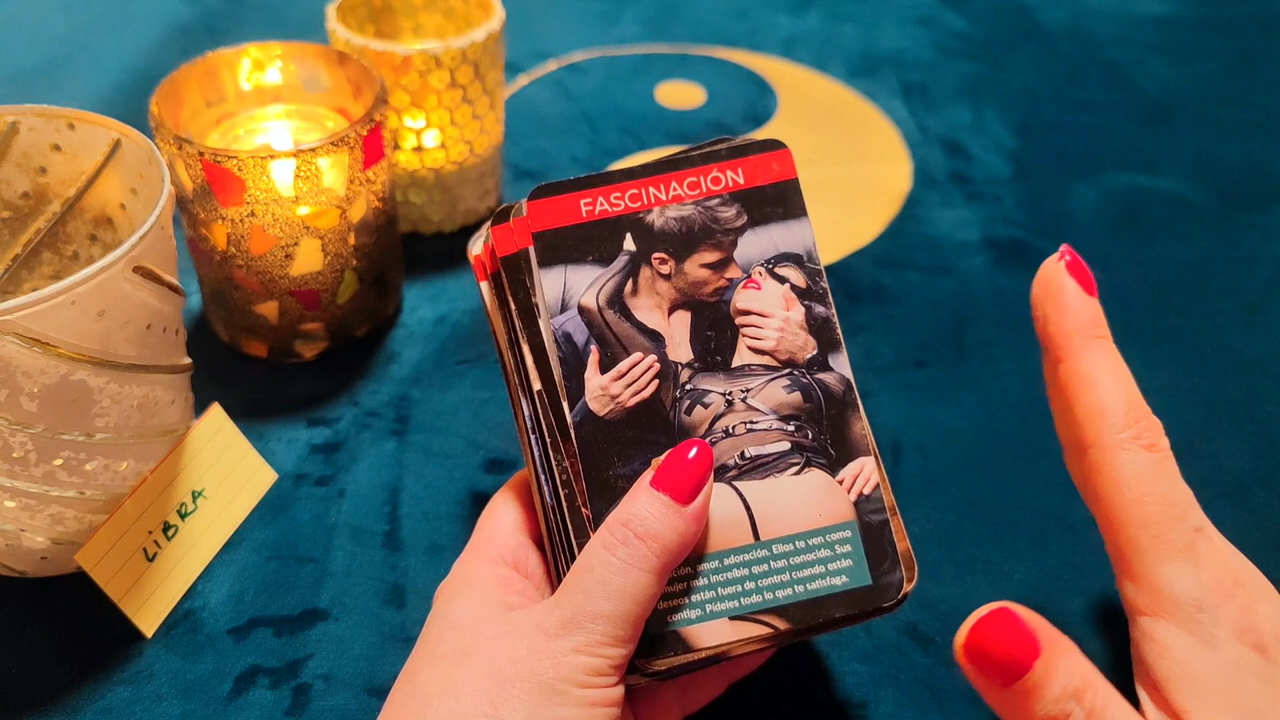 FASCINACIÓN
amor, adoración. Ellos te ven como
mujer más increíble que han conocido. Sus
deseos están fuera de control cuando están
contigo. Pídeles todo lo que te satisfaga.
LiBRA